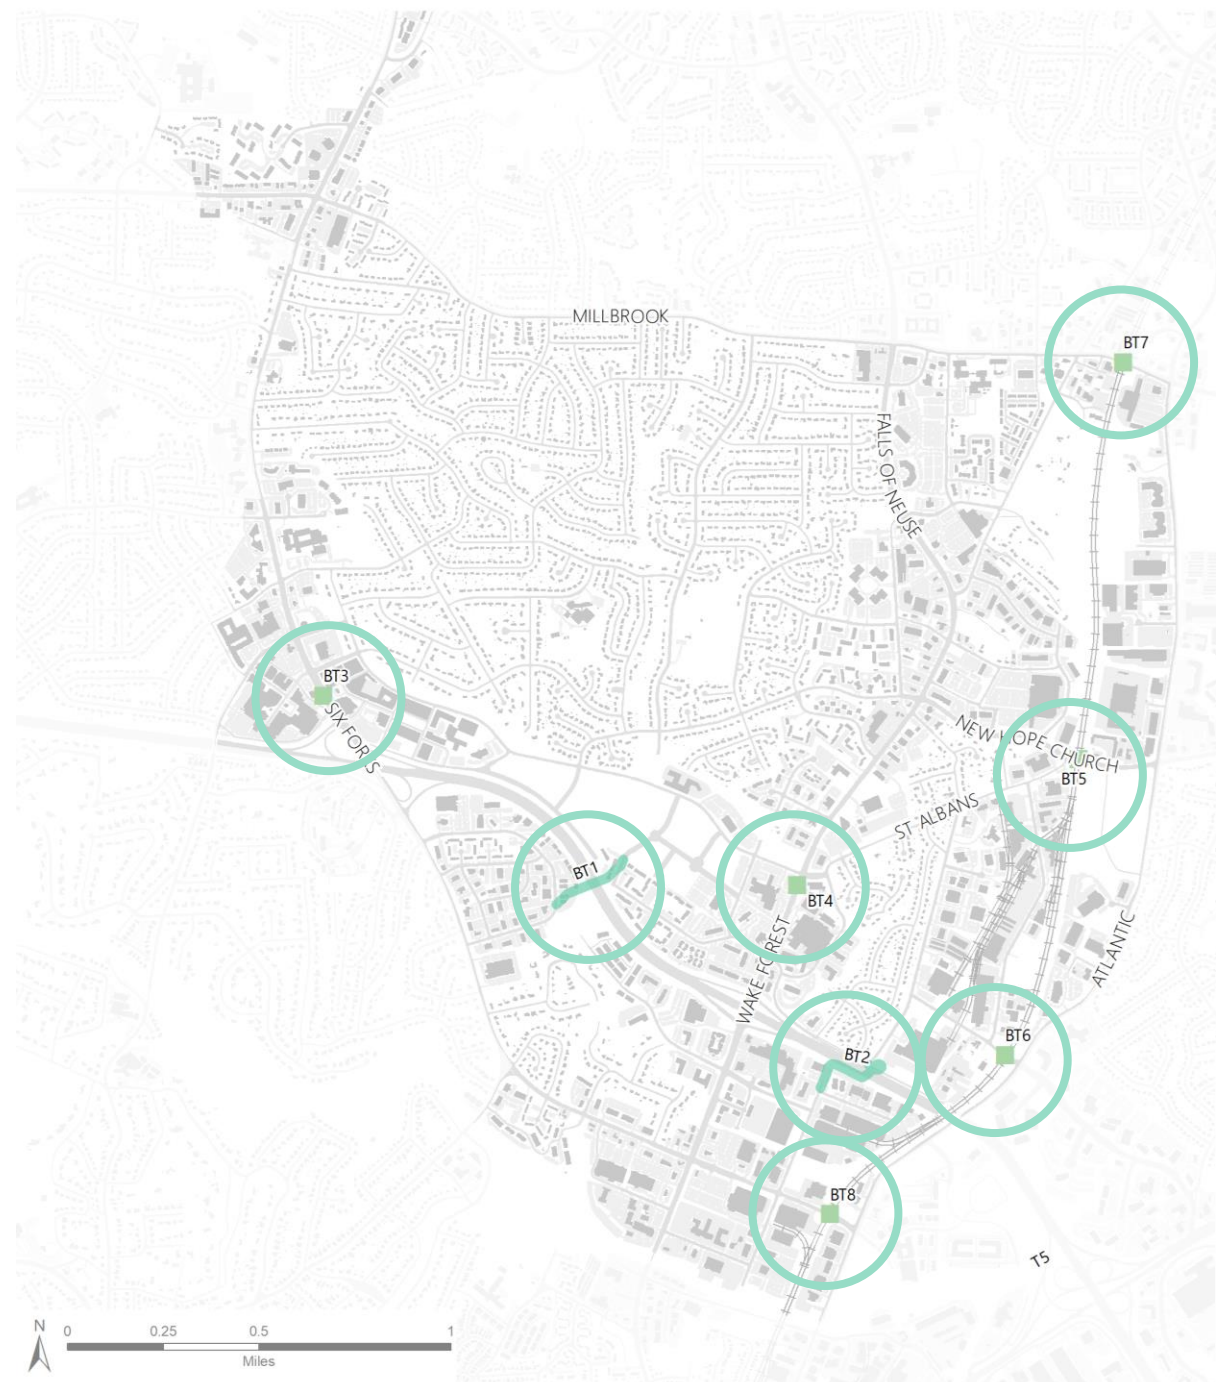 MILLBROOK
BT7
FALLS OF NEUSE
BT3
SIX FORKS
NEW HOPE CHURCH
BT5
ST ALBANS
BT1
BT4
WAKE FOREST
ATLANTIC
BT6
BT2
BT8
T5
N
0 0.25 0.5 1
Miles